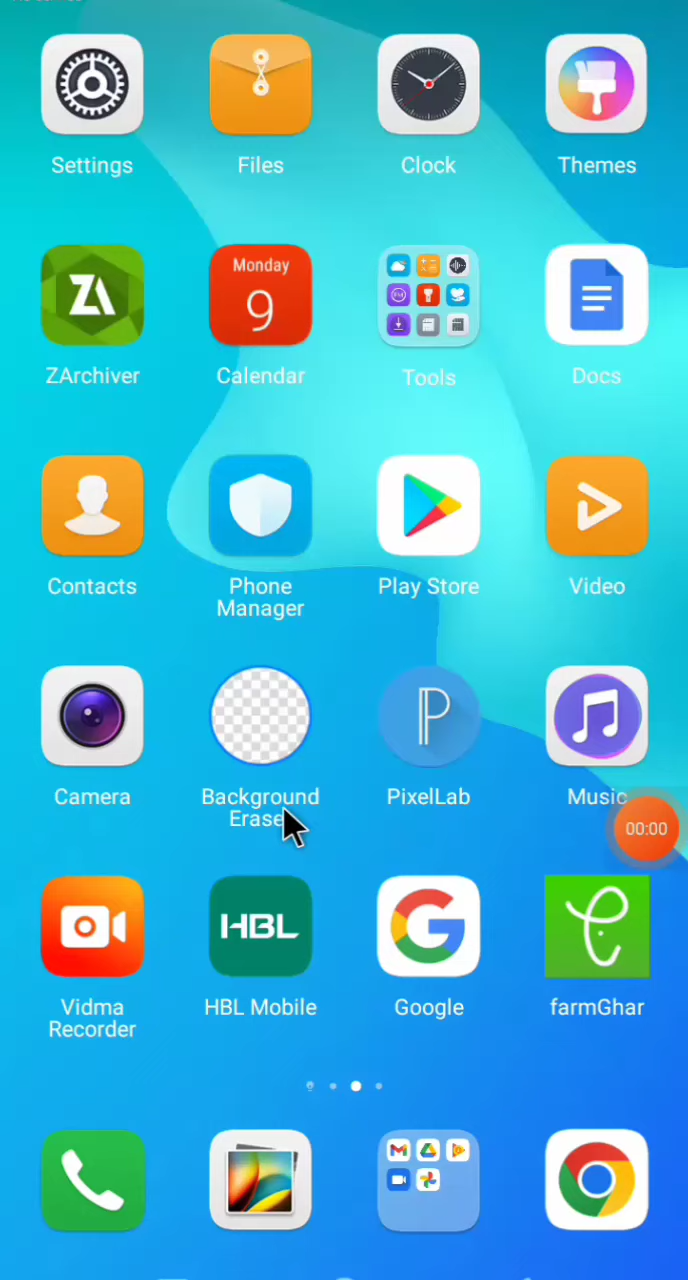 Settings Files Clock Themes
Monday
9
ZArchiver Calendar Tools Docs
Contacts Phone Manager Play Store Video
P
Camera Background Erase PixelLab Music
00:00
HBL
Vidma Recorder HBL Mobile Google farmGhar